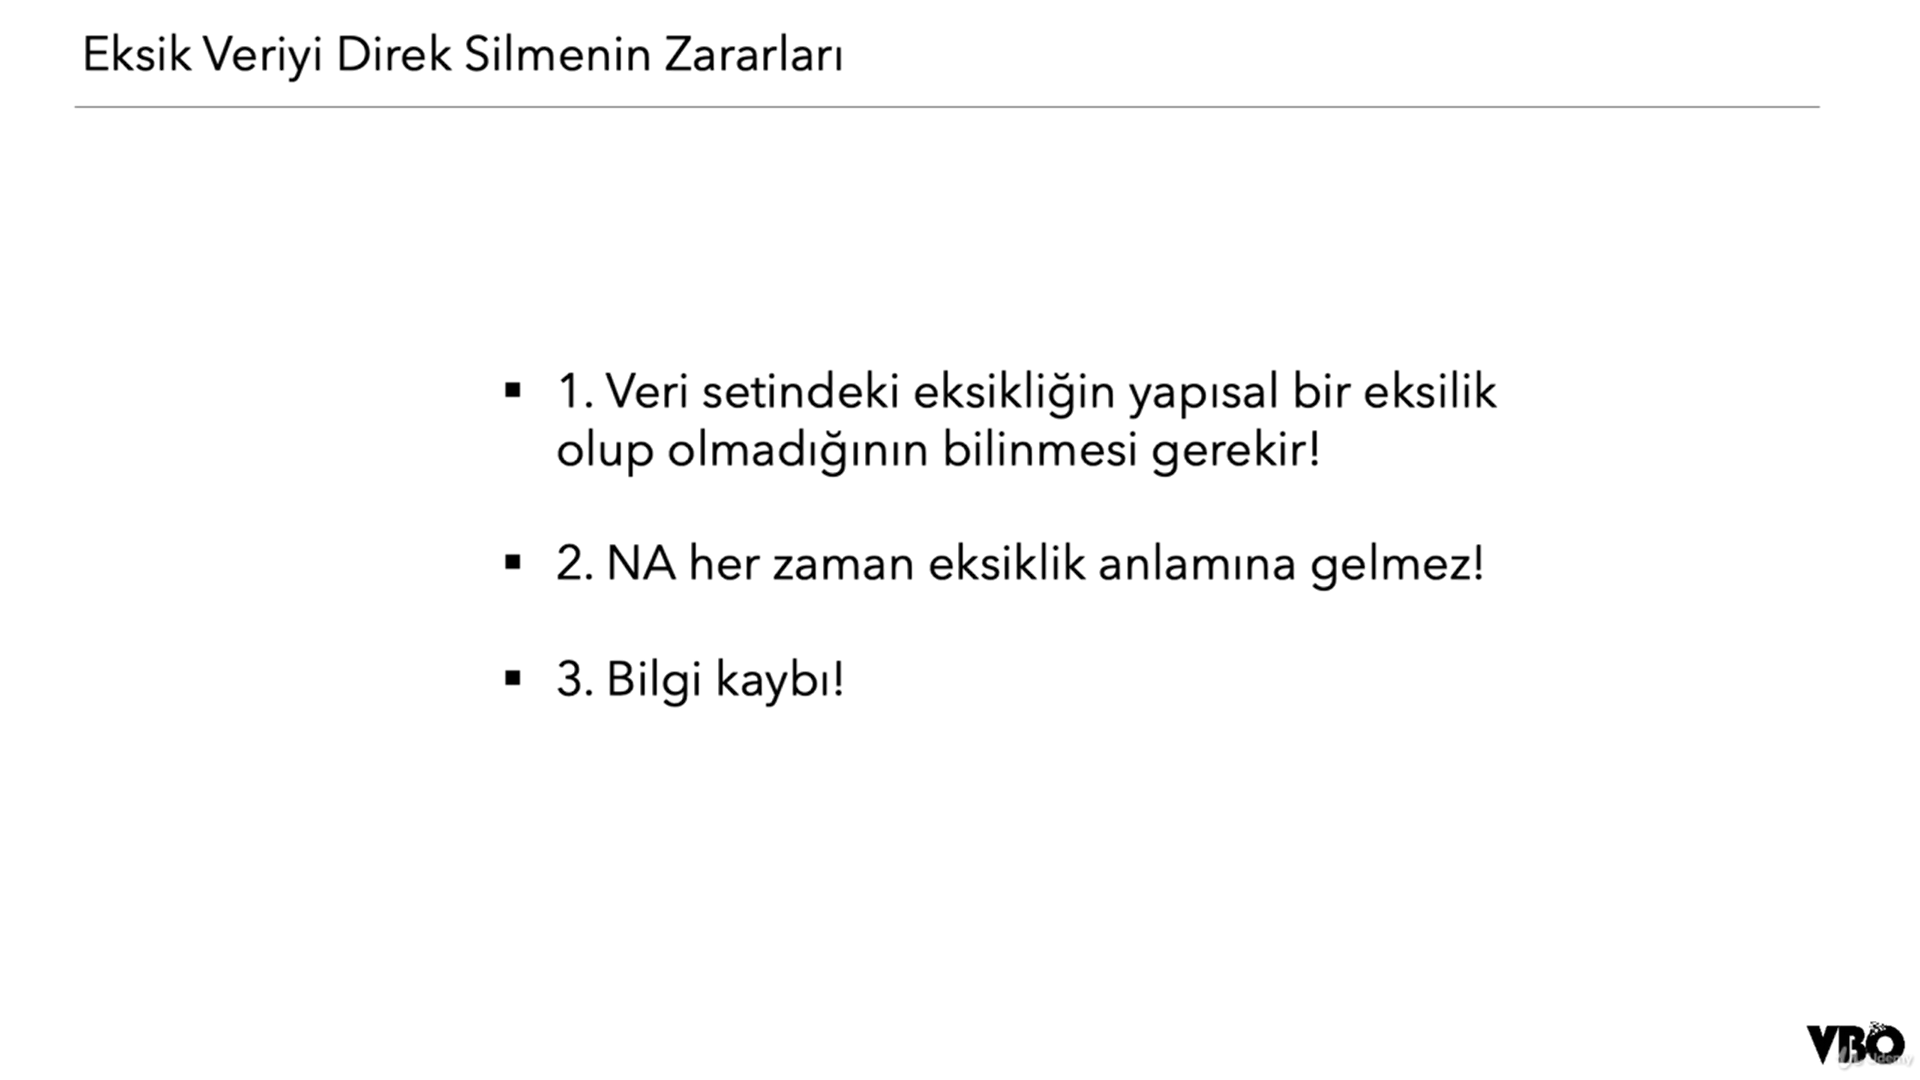 Eksik Veriyi Direk Silmenin Zararları
▪ 1. Veri setindeki eksikliğin yapısal bir eksilik
olup olmadığının bilinmesi gerekir!
▪ 2. NA her zaman eksiklik anlamına gelmez!
▪ 3. Bilgi kaybı!
VBO
Udemy